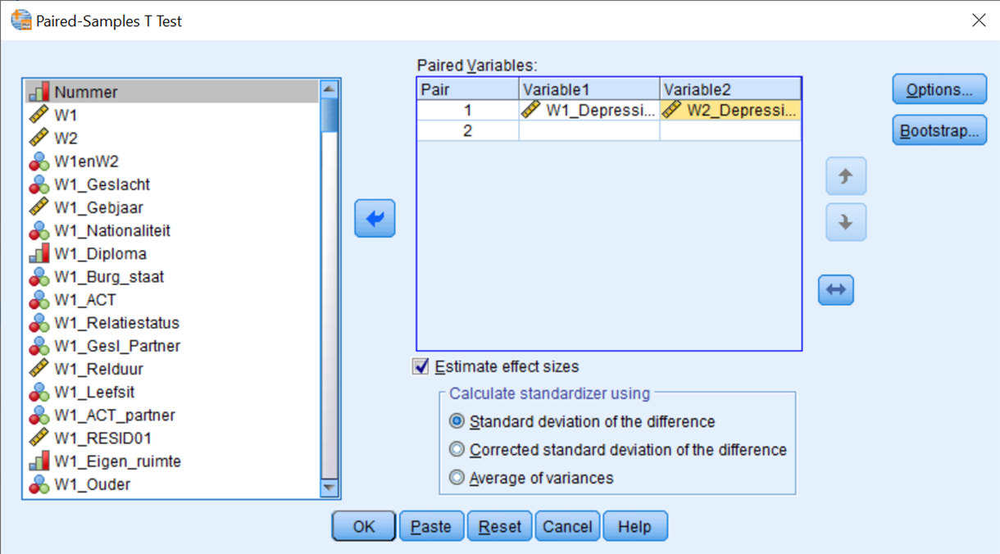 Paired-Samples T Test
Nummer
W1
W2
W1enW2
W1_Geslacht
W1_Gebjaar
W1_Nationaliteit
W1_Diploma
W1_Burg_staat
W1_ACT
W1_Relatiestatus
W1_Gesl_Partner
W1_Relduur
W1_Leefsit
W1_ACT_partner
W1_RESID01
W1_Eigen_ruimte
W1_Ouder
Paired Variables:
Pair Variable1 Variable2
1 W1_Depressi... W2_Depressi...
2
Estimate effect sizes
Calculate standardizer using
Standard deviation of the difference
Corrected standard deviation of the difference
Average of variances
Options...
Bootstrap...
OK Paste Reset Cancel Help